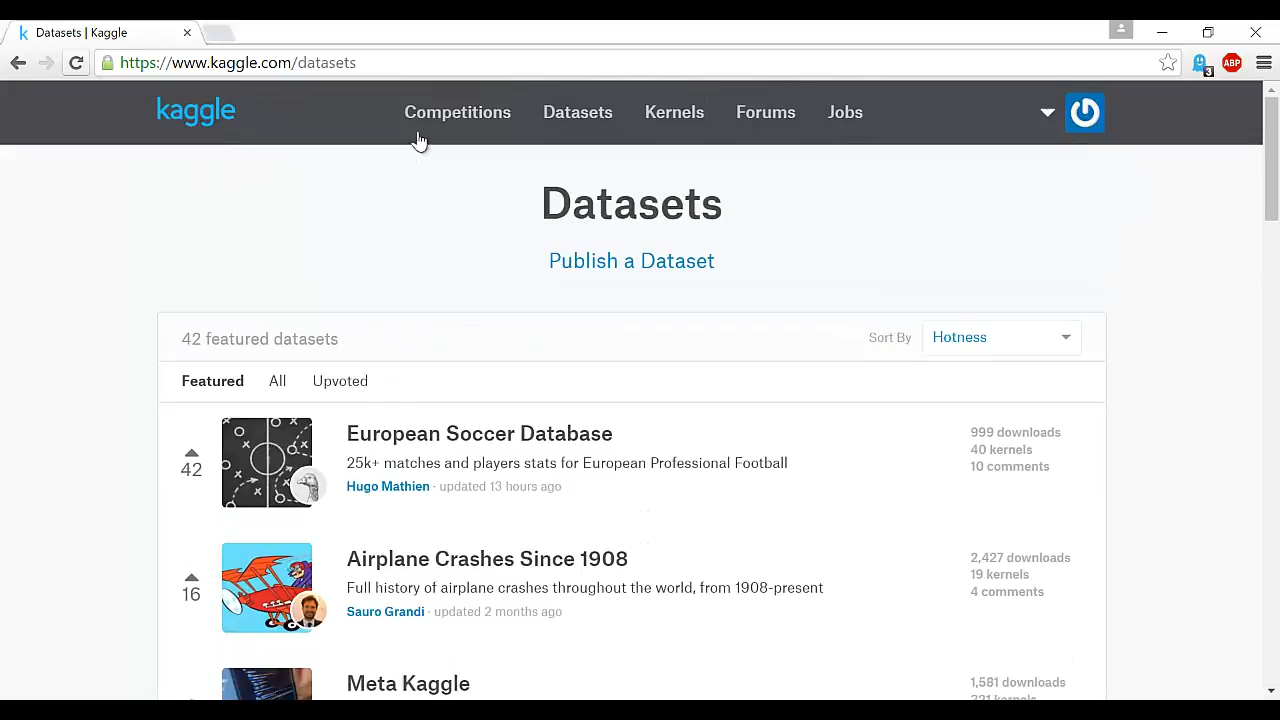 Datasets | Kaggle
https://www.kaggle.com/datasets
3
ABP
kaggle
Competitions
Datasets
Kernels
Forums
Jobs
Datasets
Publish a Dataset
42 featured datasets
Sort By
Hotness
Featured
All
Upvoted
42
European Soccer Database
25k+ matches and players stats for European Professional Football
Hugo Mathien · updated 13 hours ago
999 downloads
40 kernels
10 comments
16
Airplane Crashes Since 1908
Full history of airplane crashes throughout the world, from 1908-present
Sauro Grandi · updated 2 months ago
2,427 downloads
19 kernels
4 comments
Meta Kaggle
1,581 downloads